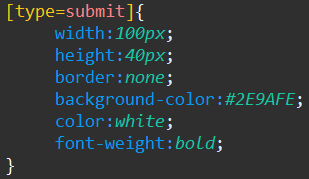 [type=submit]{
width:100px;
height:40px;
border:none;
background-color:#2E9AFE;
color:white;
font-weight:bold;
}